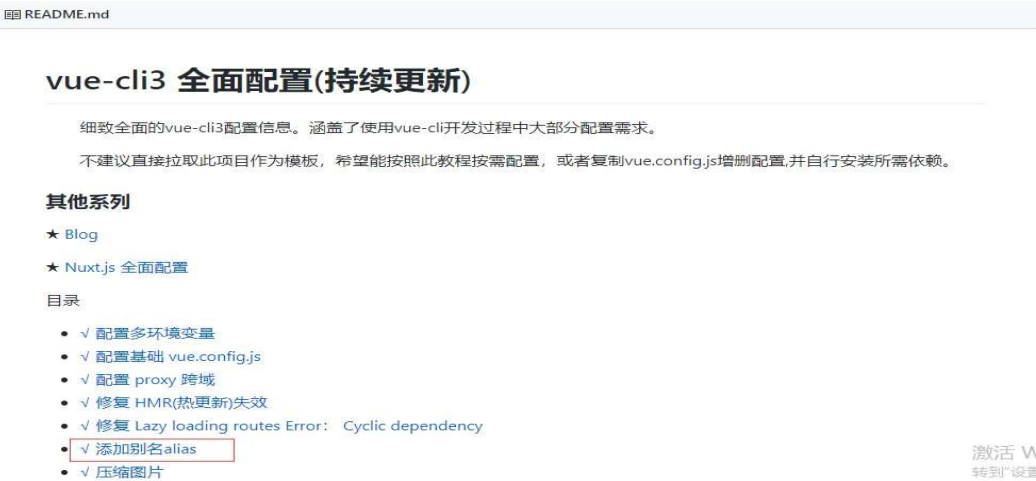 README.md
vue-cli3 全面配置(持续更新)
细致全面的vue-cli3配置信息。涵盖了使用vue-cli开发过程中大部分配置需求。
不建议直接拉取此项目作为模板，希望能按照此教程按需配置，或者复制vue.config.js增删配置,并自行安装所需依赖。
其他系列
★ Blog
★ Nuxt.js 全面配置
目录
• √ 配置多环境变量
• √ 配置基础 vue.config.js
• √ 配置 proxy 跨域
• √ 修复 HMR(热更新)失效
• √ 修复 Lazy loading routes Error： Cyclic dependency
• √ 添加别名alias
• √ 压缩图片
激活 W
转到"设置